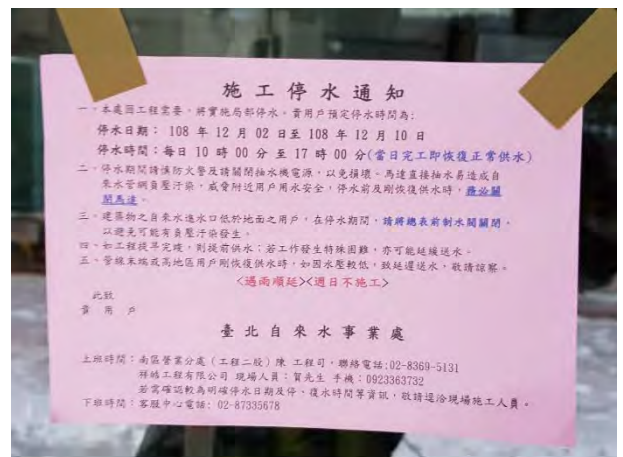 施工停水通知
一、本處因工程需要,將實施局部停水。貴用戶預定停水時間為:
停水日期: 108 年 12 月 02 日至 108 年 12 月 10 日
停水時間:每日 10 時 00 分 至 17 時 00 分(當日完工即恢復正常供水)
二、停水期間請慎防火警及請關閉抽水機電源,以免損壞。馬達直接抽水易造成自
來水管網負壓汙染,威脅附近用戶用水安全,停水前及剛恢復供水時,務必關
閉馬達。
三、建築物之自來水進水口低於地面之用戶,在停水期間,請將總表前制水閥關閉,
以避免可能有負壓汙染發生。
四、如工程提早完竣,則提前供水;若工作發生特殊困難,亦可能延緩送水。
五、管線末端或高地區用戶剛恢復供水時,如因水壓較低,致延遲送水,敬請諒察。
<遇雨順延><週日不施工>
此致
貴用戶
臺北自來水事業處
上班時間:南區營業分處(工程二股)陳 工程司,聯絡電話:02-8369-5131
祥皓工程有限公司 現場人員:賀先生 手機:0923363732
若需確認較為明確停水日期及停、復水時間等資訊,敬請逕洽現場施工人員。
下班時間:客服中心電話: 02-87335678